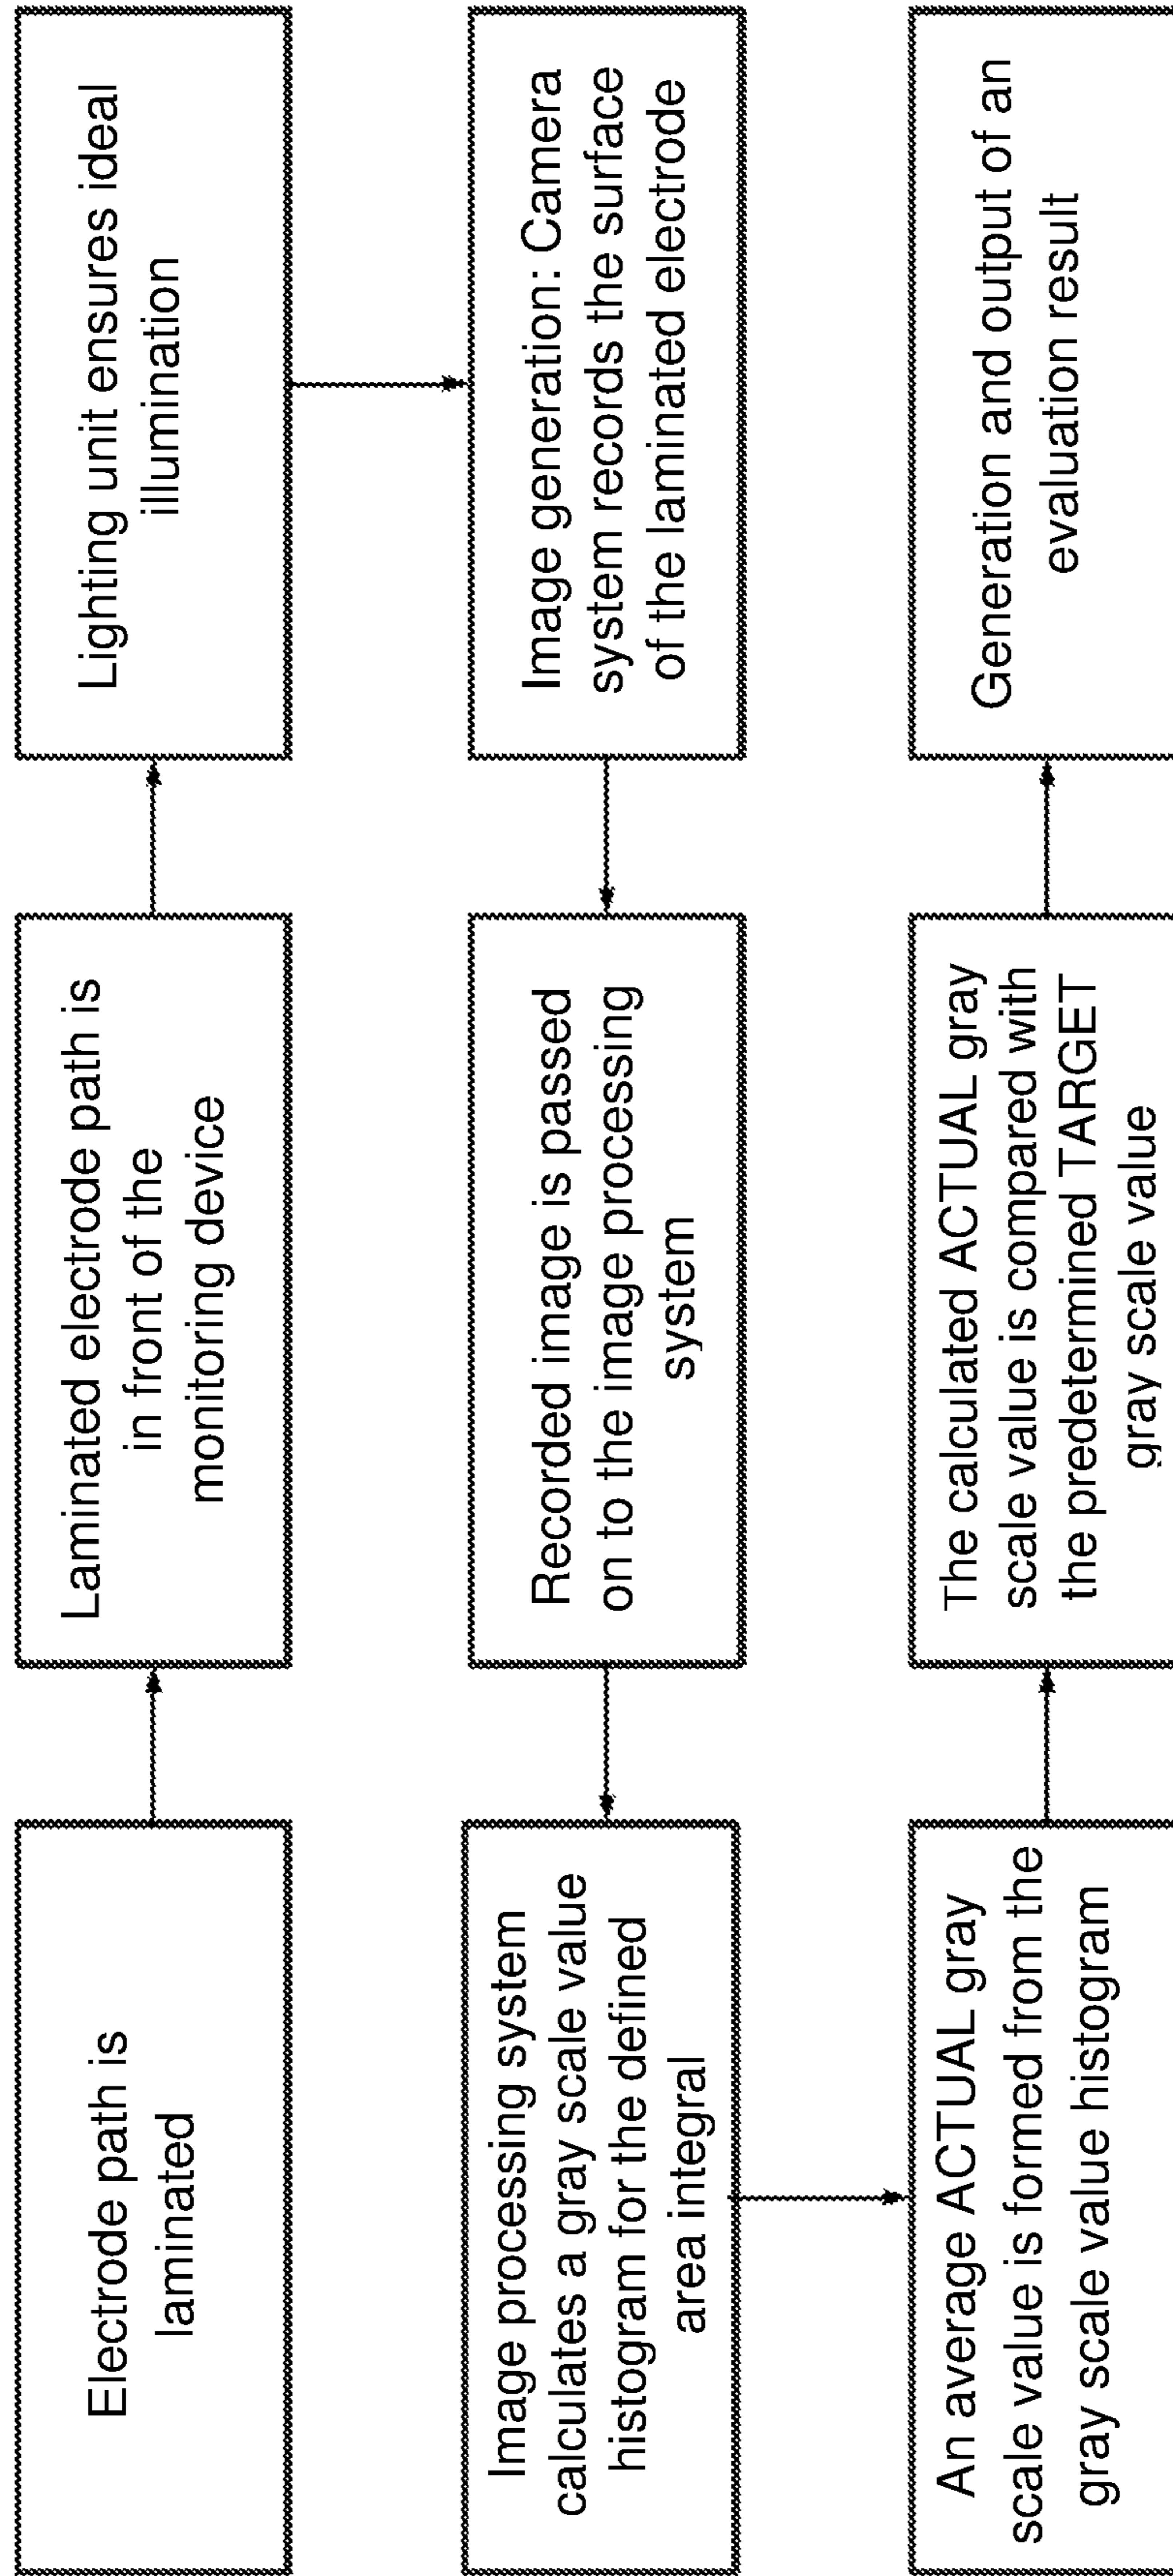 Electrode path is
laminated
Laminated electrode path is
in front of the
monitoring device
Lighting unit ensures ideal
illumination
Image generation: Camera
system records the surface
of the laminated electrode
Recorded image is passed
on to the image processing
system
Image processing system
calculates a gray scale value
histogram for the defined
area integral
An average ACTUAL gray
scale value is formed from the
gray scale value histogram
The calculated ACTUAL gray
scale value is compared with
the predetermined TARGET
gray scale value
Generation and output of an
evaluation result